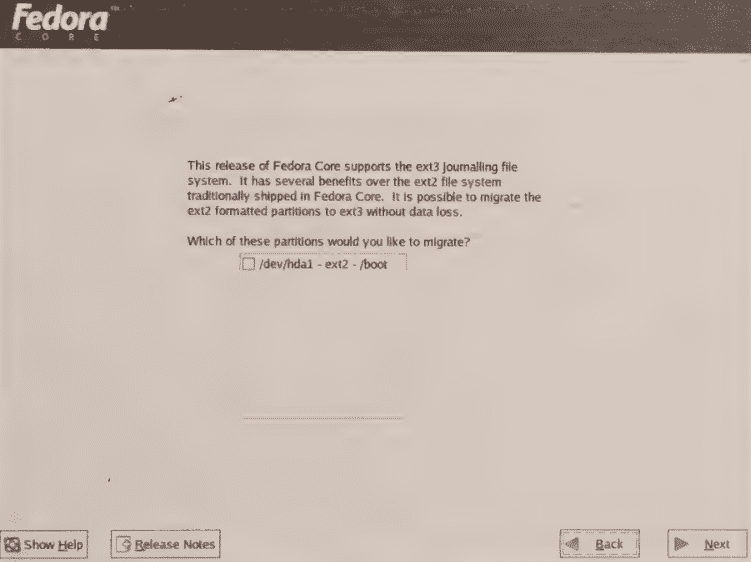 Fedora
CORE
This release of Fedora Core supports the ext3 journalling file
system. It has several benefits over the ext2 file system
traditionally shipped in Fedora Core. It is possible to migrate the
ext2 formatted partitions to ext3 without data loss.
Which of these partitions would you like to migrate?
/dev/hda1 - ext2 - /boot
Show Help
Release Notes
Back
Next